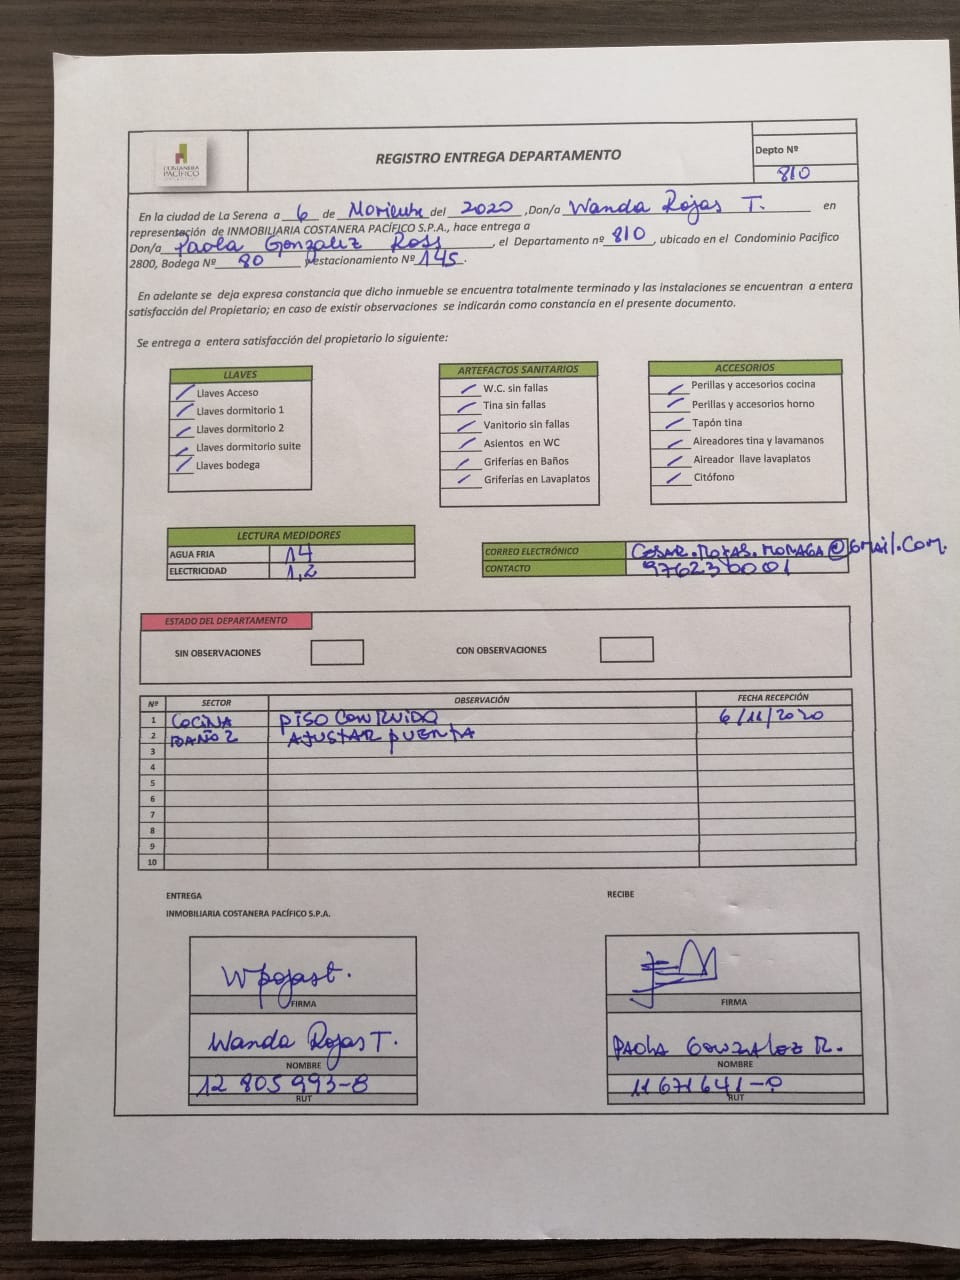 COSTANERA
PACÍFICO
REGISTRO ENTREGA DEPARTAMENTO
Depto Nº
810
En la ciudad de La Serena a 6 de Noviembre del 2020 ,Don/a Wanda Rojas T. en
representación de INMOBILIARIA COSTANERA PACÍFICO S.P.A., hace entrega a
Don/a Paola Gonzalez Ross, el Departamento nº 810, ubicado en el Condominio Pacifico
2800, Bodega Nº 80 y estacionamiento Nº 145.
En adelante se deja expresa constancia que dicho inmueble se encuentra totalmente terminado y las instalaciones se encuentran a entera
satisfacción del Propietario; en caso de existir observaciones se indicarán como constancia en el presente documento.
Se entrega a entera satisfacción del propietario lo siguiente:
LLAVES
Llaves Acceso
Llaves dormitorio 1
Llaves dormitorio 2
Llaves dormitorio suite
Llaves bodega
ARTEFACTOS SANITARIOS
W.C. sin fallas
Tina sin fallas
Vanitorio sin fallas
Asientos en WC
Griferías en Baños
Griferías en Lavaplatos
ACCESORIOS
Perillas y accesorios cocina
Perillas y accesorios horno
Tapón tina
Aireadores tina y lavamanos
Aireador llave lavaplatos
Citófono
LECTURA MEDIDORES
AGUA FRIA 14
ELECTRICIDAD 1,2
CORREO ELECTRÓNICO CESAR.ROJAS.MORAGA@Gmail.Com.
CONTACTO 976230001
ESTADO DEL DEPARTAMENTO
SIN OBSERVACIONES
CON OBSERVACIONES
Nº SECTOR OBSERVACIÓN FECHA RECEPCIÓN
1 COCINA PISO CON RUIDO 6/11/2020
2 BAÑO 2 AJUSTAR PUERTA
3
4
5
6
7
8
9
10
ENTREGA
INMOBILIARIA COSTANERA PACÍFICO S.P.A.
WRojasT.
FIRMA
Wanda Rojas T.
NOMBRE
12 805 993-8
RUT
RECIBE
FIRMA
PAOLA GONZALEZ R.
NOMBRE
11 671 641-
RUT